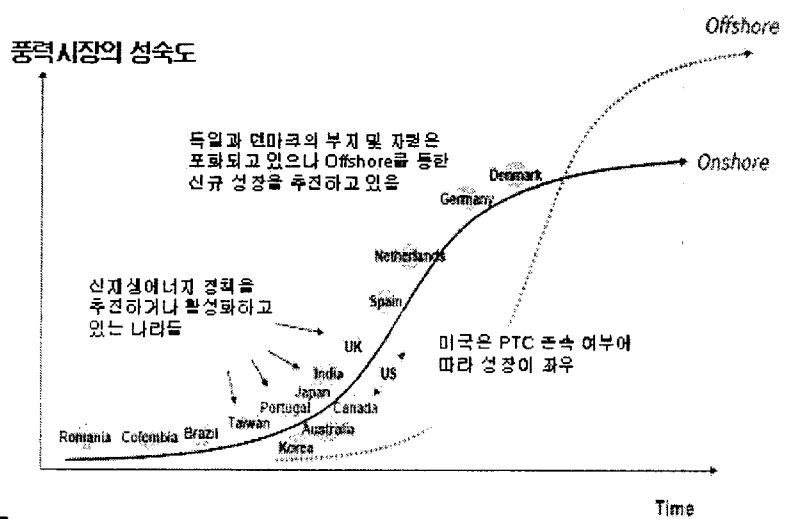 Offshore
풍력시장의 성숙도
독일과 덴마크의 부지 및 자원은
포화되고 있으나 Offshore를 통한
신규 성장을 추진하고 있음
Onshore
Denmark
Germany
Netherlands
신재생에너지 정책을
추진하거나 활성화하고
있는 나라들
Spain
UK
미국은 PTC 존속 여부에
따라 성장이 좌우
India
US
Japan
Portugal
Canada
Taiwan
Australia
Romania
Colombia
Brazil
Korea
Time